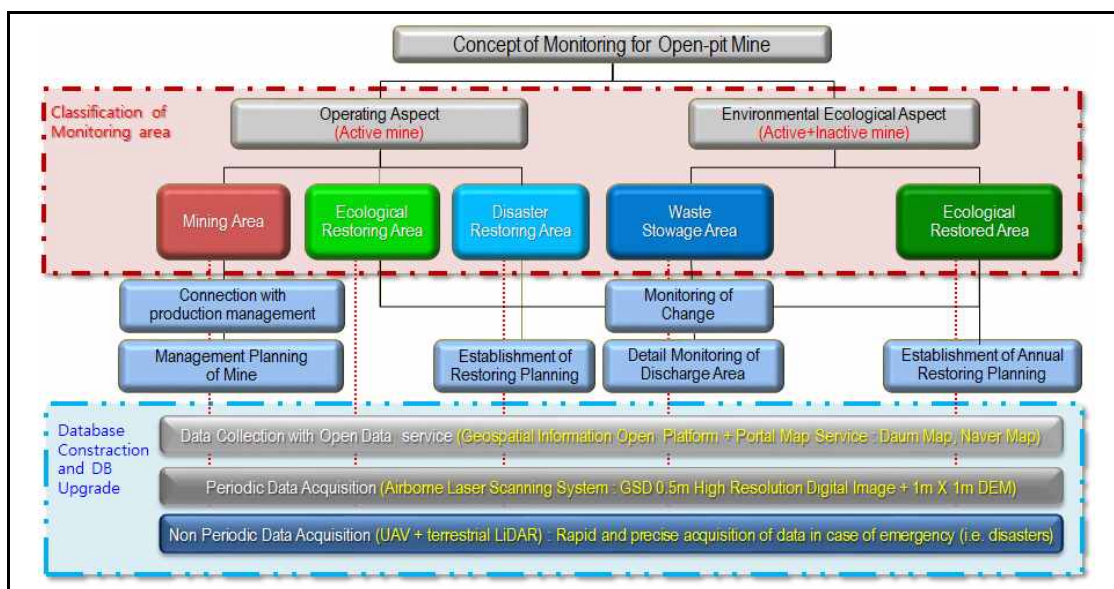 Concept of Monitoring for Open-pit Mine
Classification of
Monitoring area
Operating Aspect
(Active mine)
Environmental Ecological Aspect
(Active+Inactive mine)
Mining Area
Ecological
Restoring Area
Disaster
Restoring Area
Waste
Stowage Area
Ecological
Restored Area
Connection with
production management
Monitoring of
Change
Management Planning
of Mine
Establishment of
Restoring Planning
Detail Monitoring of
Discharge Area
Establishment of Annual
Restoring Planning
Database
Constraction
and DB
Upgrade
Data Collection with Open Data service (Geospatial Information Open Platform + Portal Map Service : Daum Map, Naver Map)
Periodic Data Acquisition (Airborne Laser Scanning System : GSD 0.5m High Resolution Digital Image + 1m X 1m DEM)
Non Periodic Data Acquisition (UAV + terrestrial LiDAR) : Rapid and precise acquisition of data in case of emergency (i.e. disasters)